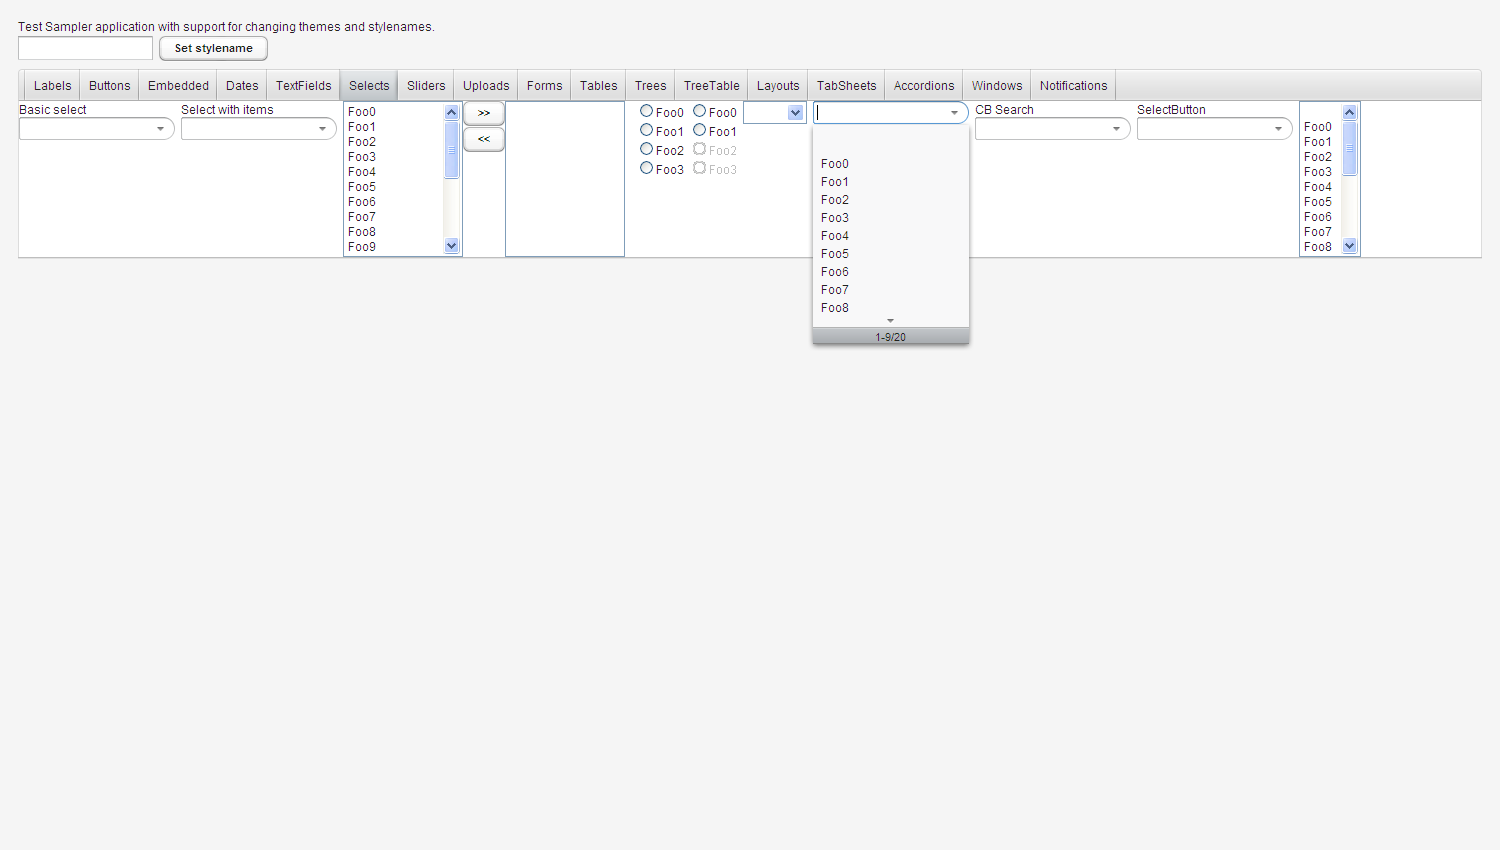 Test Sampler application with support for changing themes and stylenames.
Set stylename
Labels Buttons Embedded Dates TextFields Selects Sliders Uploads Forms Tables Trees TreeTable Layouts TabSheets Accordions Windows Notifications
Basic select
Select with items
Foo0
Foo1
Foo2
Foo3
Foo4
Foo5
Foo6
Foo7
Foo8
Foo9
>>
<<
Foo0
Foo1
Foo2
Foo3
Foo0
Foo1
Foo2
Foo3
Foo0
Foo1
Foo2
Foo3
Foo4
Foo5
Foo6
Foo7
Foo8
1-9/20
CB Search
SelectButton
Foo0
Foo1
Foo2
Foo3
Foo4
Foo5
Foo6
Foo7
Foo8